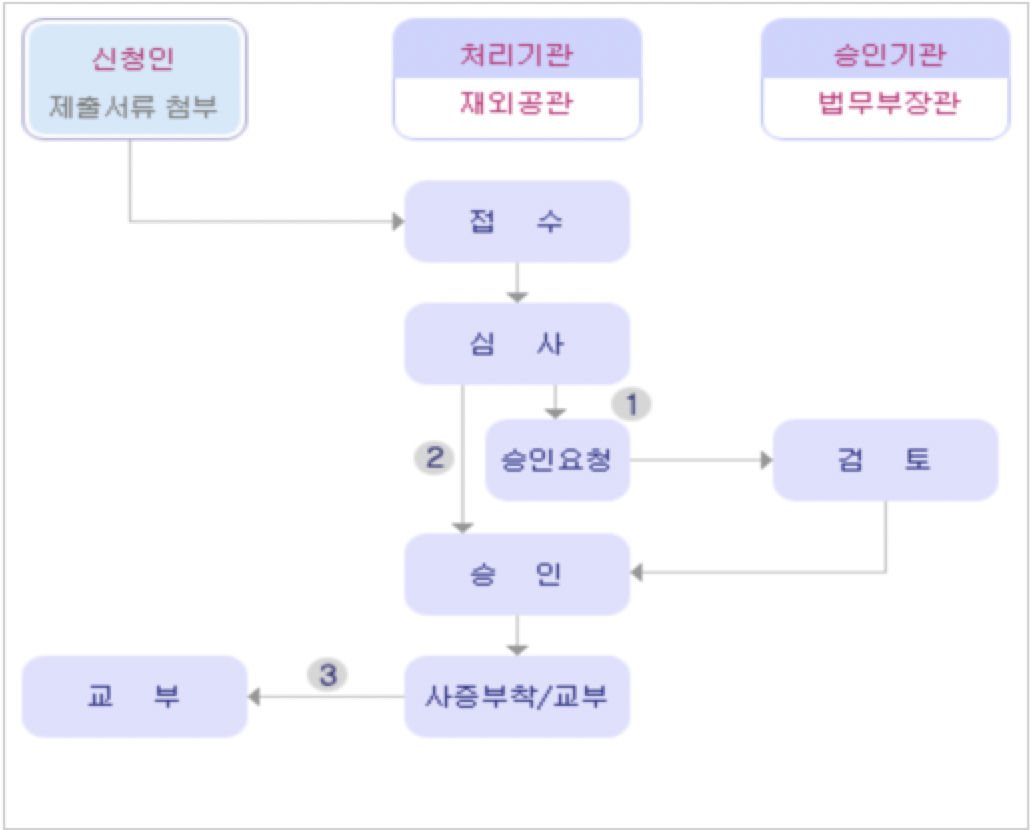 신청인
제출서류 첨부
처리기관
재외공관
승인기관
법무부장관
접 수
심 사
1
2
승인요청
검 토
승 인
3
교 부
사증부착/교부